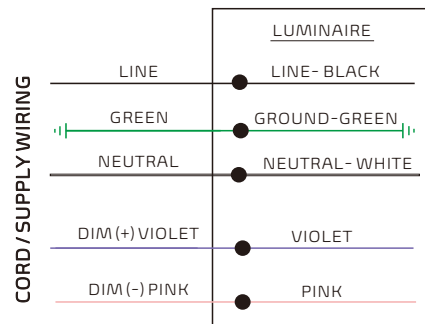 LUMINAIRE
CORD / SUPPLY WIRING
LINE LINE-BLACK
GREEN GROUND-GREEN
NEUTRAL NEUTRAL-WHITE
DIM (+) VIOLET VIOLET
DIM (-) PINK PINK